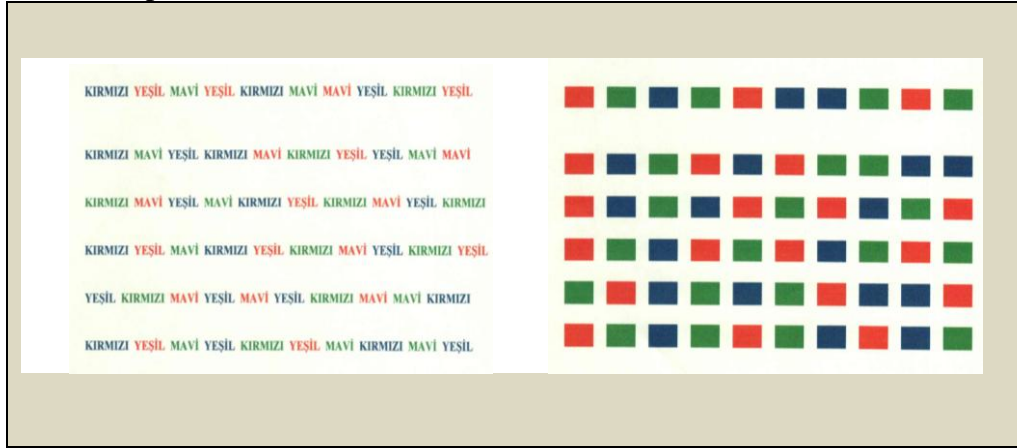 KIRMIZI YEŞİL MAVİ YEŞİL KIRMIZI MAVİ MAVİ YEŞİL KIRMIZI YEŞİL
KIRMIZI MAVİ YEŞİL KIRMIZI MAVİ KIRMIZI YEŞİL YEŞİL MAVİ MAVİ
KIRMIZI MAVİ YEŞİL MAVİ KIRMIZI YEŞİL KIRMIZI MAVİ YEŞİL KIRMIZI
KIRMIZI YEŞİL MAVİ KIRMIZI YEŞİL KIRMIZI MAVİ YEŞİL KIRMIZI YEŞİL
YEŞİL KIRMIZI MAVİ YEŞİL MAVİ YEŞİL KIRMIZI MAVİ MAVİ KIRMIZI
KIRMIZI YEŞİL MAVİ YEŞİL KIRMIZI YEŞİL MAVİ KIRMIZI MAVİ YEŞİL